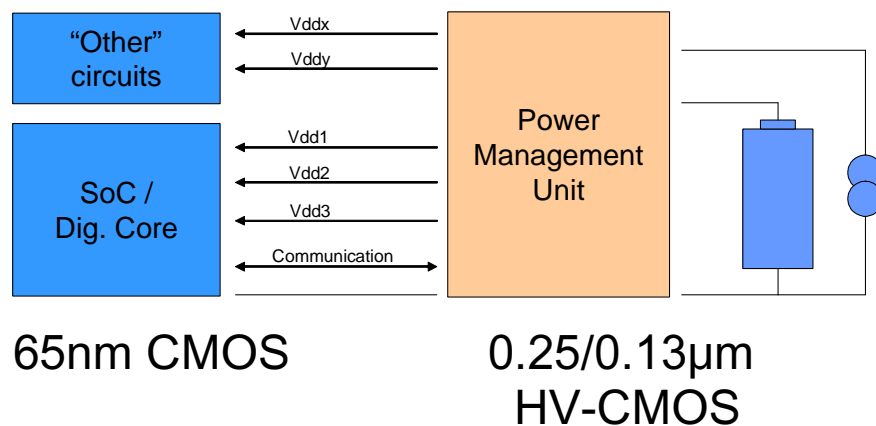 “Other”
circuits
Vddx
Vddy
SoC /
Dig. Core
Vdd1
Vdd2
Vdd3
Communication
Power
Management
Unit
65nm CMOS
0.25/0.13µm
HV-CMOS